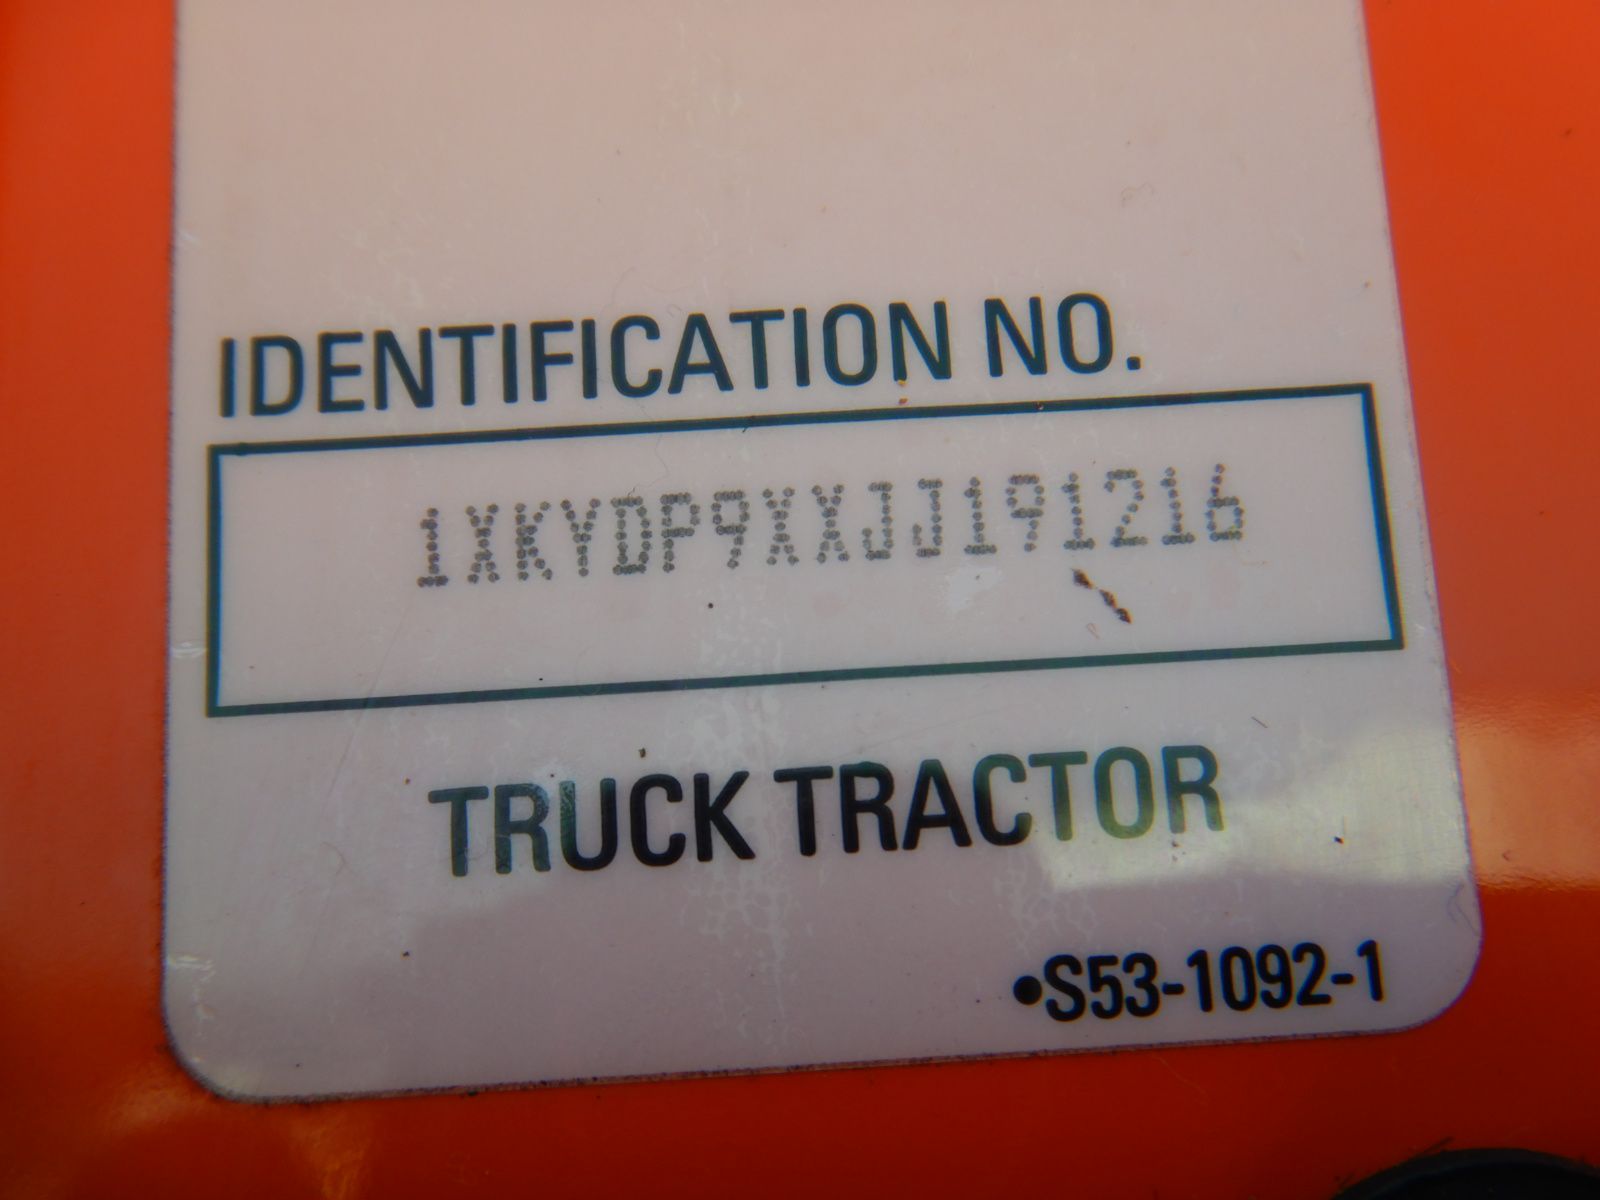 IDENTIFICATION NO.
1XKYDP9XXJJ191216
TRUCK TRACTOR
•S53-1092-1